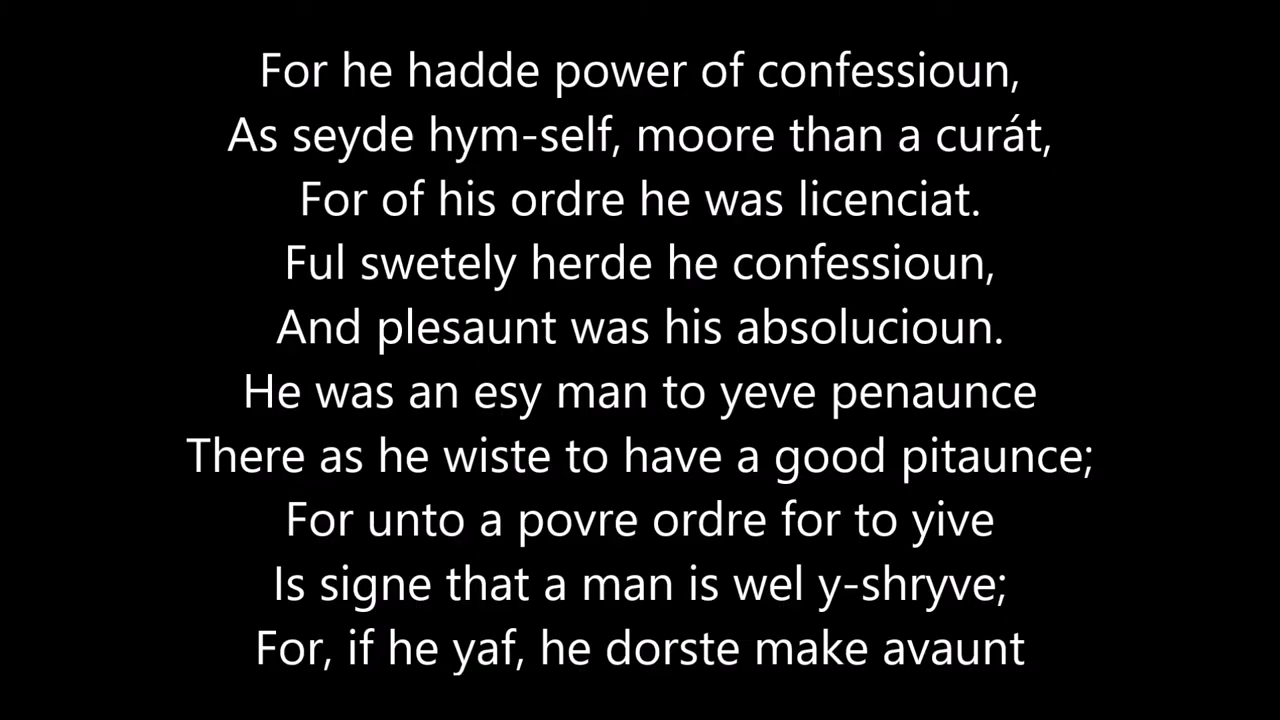 For he hadde power of confessioun,
As seyde hym-self, moore than a curát,
For of his ordre he was licenciat.
Ful swetely herde he confessioun,
And plesaunt was his absolucioun.
He was an esy man to yeve penaunce
There as he wiste to have a good pitaunce;
For unto a povre ordre for to yive
Is signe that a man is wel y-shryve;
For, if he yaf, he dorste make avaunt